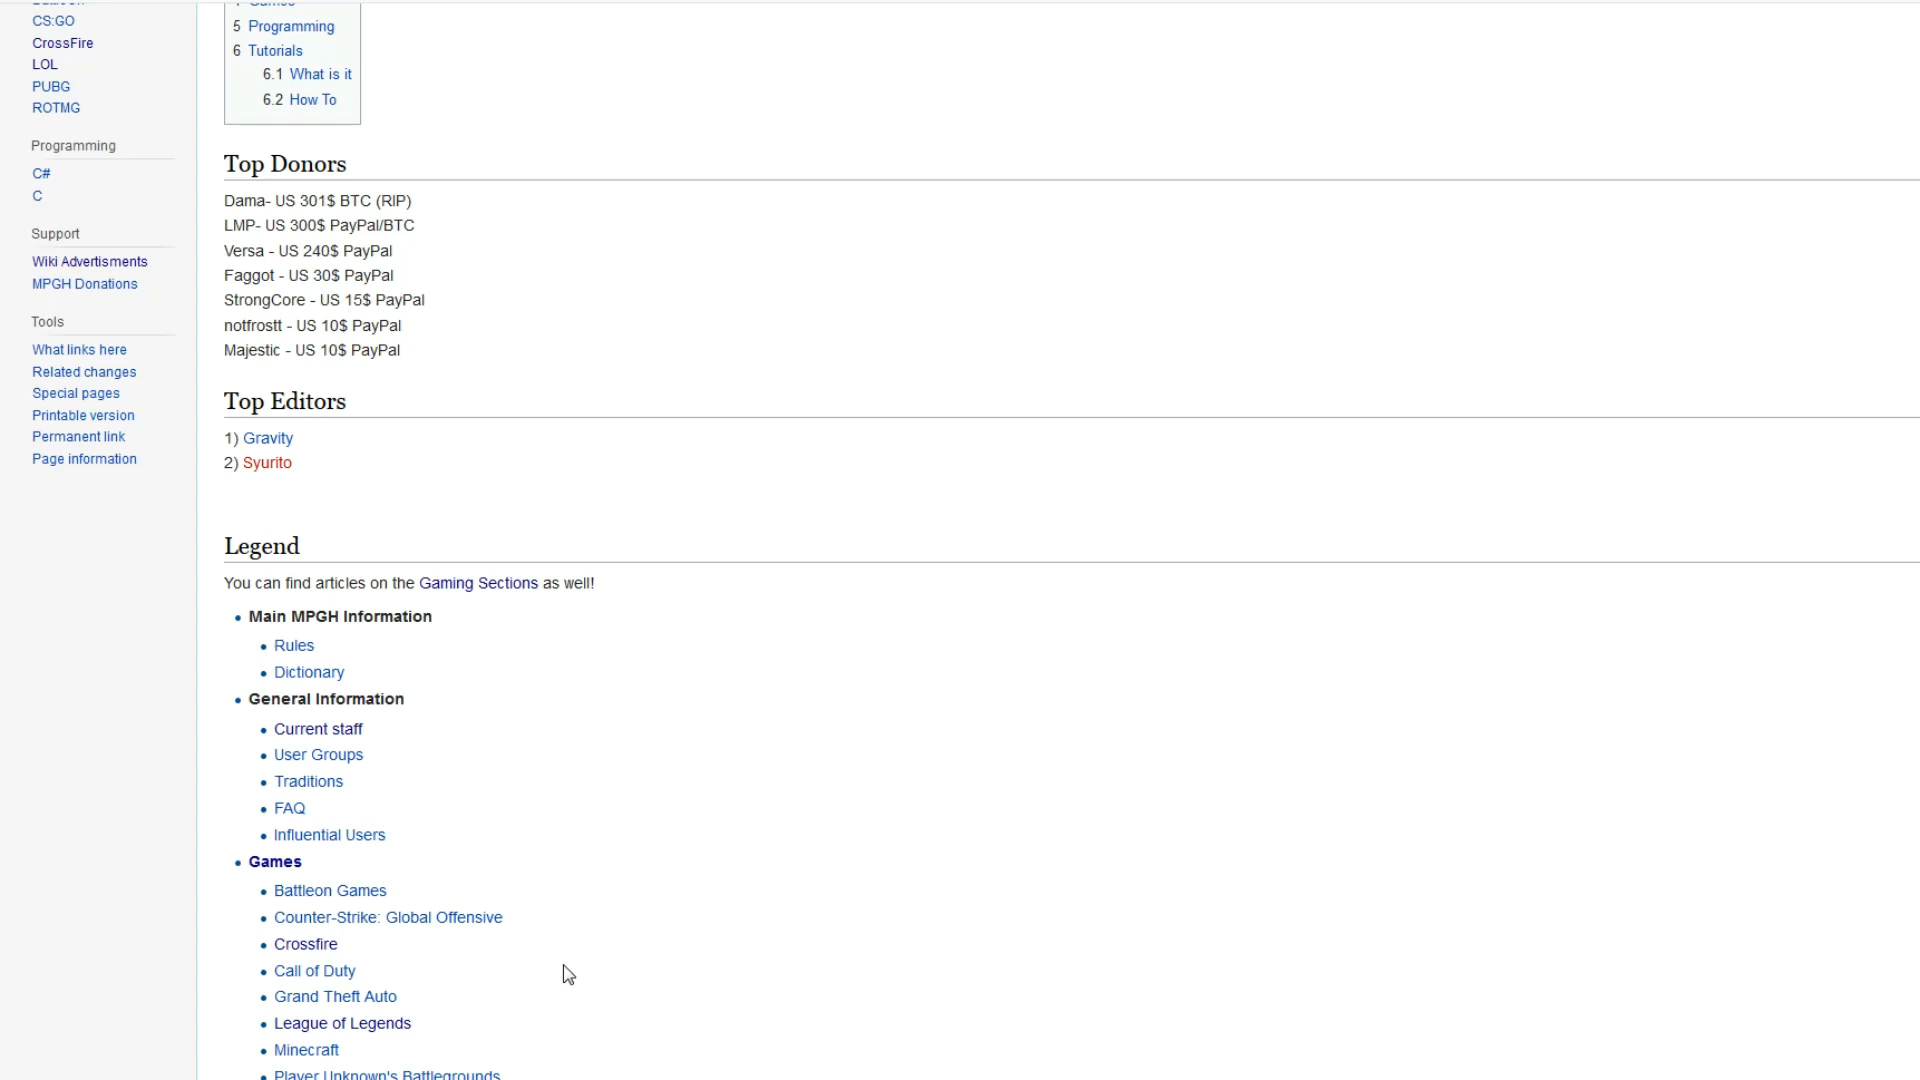 CS:GO
CrossFire
LOL
PUBG
ROTMG
Programming
C#
C
Support
Wiki Advertisments
MPGH Donations
Tools
What links here
Related changes
Special pages
Printable version
Permanent link
Page information
5 Programming
6 Tutorials
6.1 What is it
6.2 How To
Top Donors
Dama- US 301$ BTC (RIP)
LMP- US 300$ PayPal/BTC
Versa - US 240$ PayPal
Faggot - US 30$ PayPal
StrongCore - US 15$ PayPal
notfrostt - US 10$ PayPal
Majestic - US 10$ PayPal
Top Editors
1) Gravity
2) Syurito
Legend
You can find articles on the Gaming Sections as well!
Main MPGH Information
Rules
Dictionary
General Information
Current staff
User Groups
Traditions
FAQ
Influential Users
Games
Battleon Games
Counter-Strike: Global Offensive
Crossfire
Call of Duty
Grand Theft Auto
League of Legends
Minecraft
Player Unknown's Battlegrounds